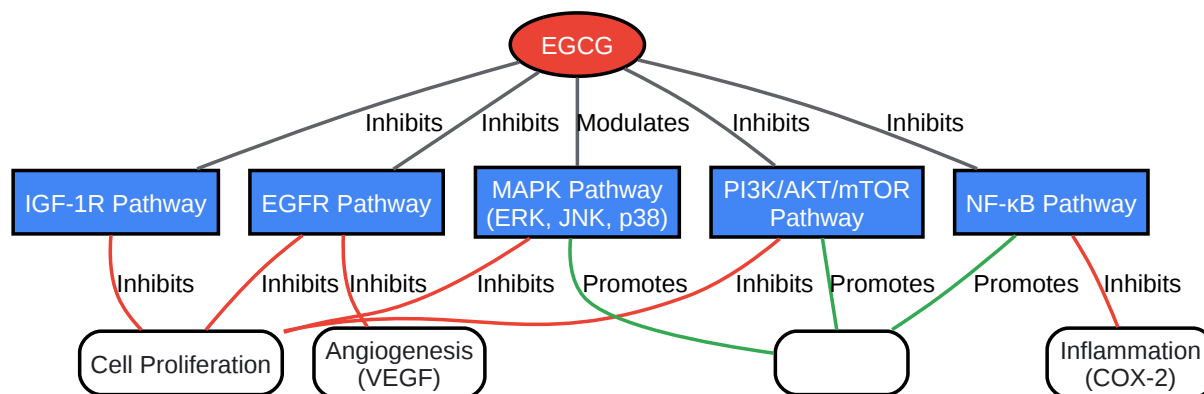 EGCG
Inhibits
Inhibits
Modulates
Inhibits
Inhibits
IGF-1R Pathway
EGFR Pathway
MAPK Pathway
(ERK, JNK, p38)
PI3K/AKT/mTOR
Pathway
NF-κB Pathway
Inhibits
Inhibits
Inhibits
Inhibits
Promotes
Inhibits
Promotes
Promotes
Inhibits
Cell Proliferation
Angiogenesis
(VEGF)
Inflammation
(COX-2)